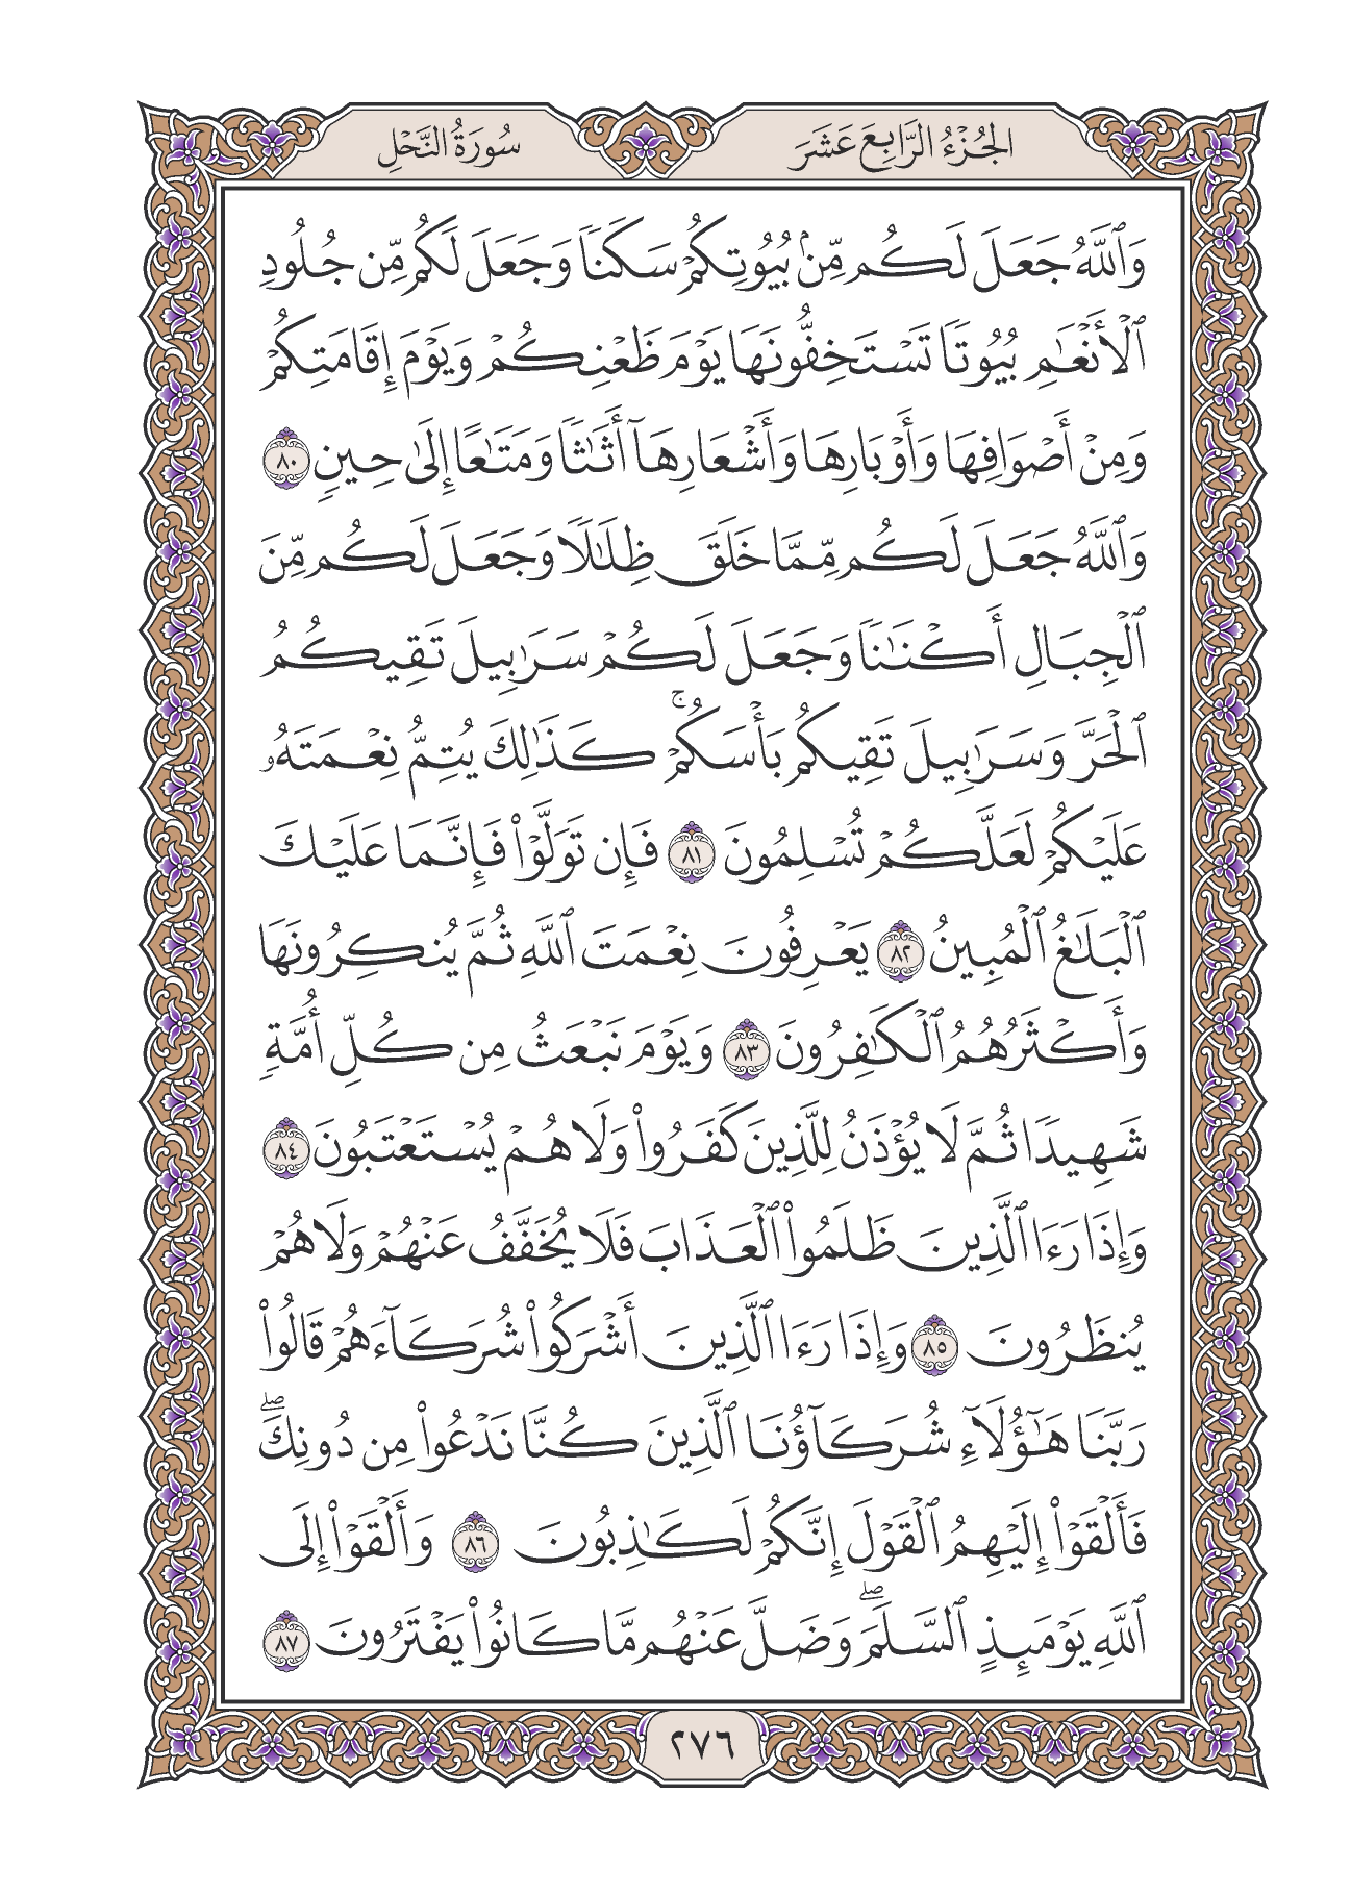 الجُزْءُ الرَّابِعَ عَشَرَ
سُورَةُ النَّحْلِ
وَٱللَّهُ جَعَلَ لَكُم مِّنۢ بُيُوتِكُمْ سَكَنًا وَجَعَلَ لَكُم مِّن جُلُودِ
ٱلْأَنْعَٰمِ بُيُوتًا تَسْتَخِفُّونَهَا يَوْمَ ظَعْنِكُمْ وَيَوْمَ إِقَامَتِكُمْ
وَمِنْ أَصْوَافِهَا وَأَوْبَارِهَا وَأَشْعَارِهَآ أَثَٰثًا وَمَتَٰعًا إِلَىٰ حِينٍ ٨٠
وَٱللَّهُ جَعَلَ لَكُم مِّمَّا خَلَقَ ظِلَٰلًا وَجَعَلَ لَكُم مِّنَ
ٱلْجِبَالِ أَكْنَٰنًا وَجَعَلَ لَكُمْ سَرَٰبِيلَ تَقِيكُمُ
ٱلْحَرَّ وَسَرَٰبِيلَ تَقِيكُم بَأْسَكُمْ ۚ كَذَٰلِكَ يُتِمُّ نِعْمَتَهُۥ
عَلَيْكُمْ لَعَلَّكُمْ تُسْلِمُونَ ٨١ فَإِن تَوَلَّوْا۟ فَإِنَّمَا عَلَيْكَ
ٱلْبَلَٰغُ ٱلْمُبِينُ ٨٢ يَعْرِفُونَ نِعْمَتَ ٱللَّهِ ثُمَّ يُنكِرُونَهَا
وَأَكْثَرُهُمُ ٱلْكَٰفِرُونَ ٨٣ وَيَوْمَ نَبْعَثُ مِن كُلِّ أُمَّةٍ
شَهِيدًا ثُمَّ لَا يُؤْذَنُ لِلَّذِينَ كَفَرُوا۟ وَلَا هُمْ يُسْتَعْتَبُونَ ٨٤
وَإِذَا رَءَا ٱلَّذِينَ ظَلَمُوا۟ ٱلْعَذَابَ فَلَا يُخَفَّفُ عَنْهُمْ وَلَا هُمْ
يُنظَرُونَ ٨٥ وَإِذَا رَءَا ٱلَّذِينَ أَشْرَكُوا۟ شُرَكَآءَهُمْ قَالُوا۟
رَبَّنَا هَٰٓؤُلَآءِ شُرَكَآؤُنَا ٱلَّذِينَ كُنَّا نَدْعُوا۟ مِن دُونِكَ ۖ
فَأَلْقَوْا۟ إِلَيْهِمُ ٱلْقَوْلَ إِنَّكُمْ لَكَٰذِبُونَ ٨٦ وَأَلْقَوْا۟ إِلَى
ٱللَّهِ يَوْمَئِذٍ ٱلسَّلَمَ ۖ وَضَلَّ عَنْهُم مَّا كَانُوا۟ يَفْتَرُونَ ٨٧
٢٧٦